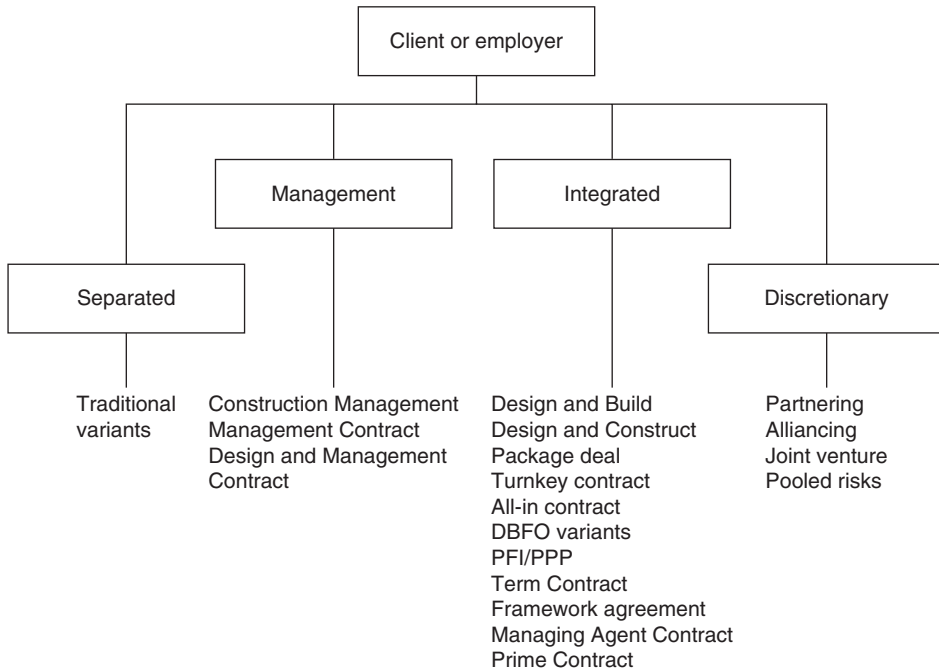 Client or employer
Management
Integrated
Separated
Discretionary
Traditional
variants
Construction Management
Management Contract
Design and Management
Contract
Design and Build
Design and Construct
Package deal
Turnkey contract
All-in contract
DBFO variants
PFI/PPP
Term Contract
Framework agreement
Managing Agent Contract
Prime Contract
Partnering
Alliancing
Joint venture
Pooled risks